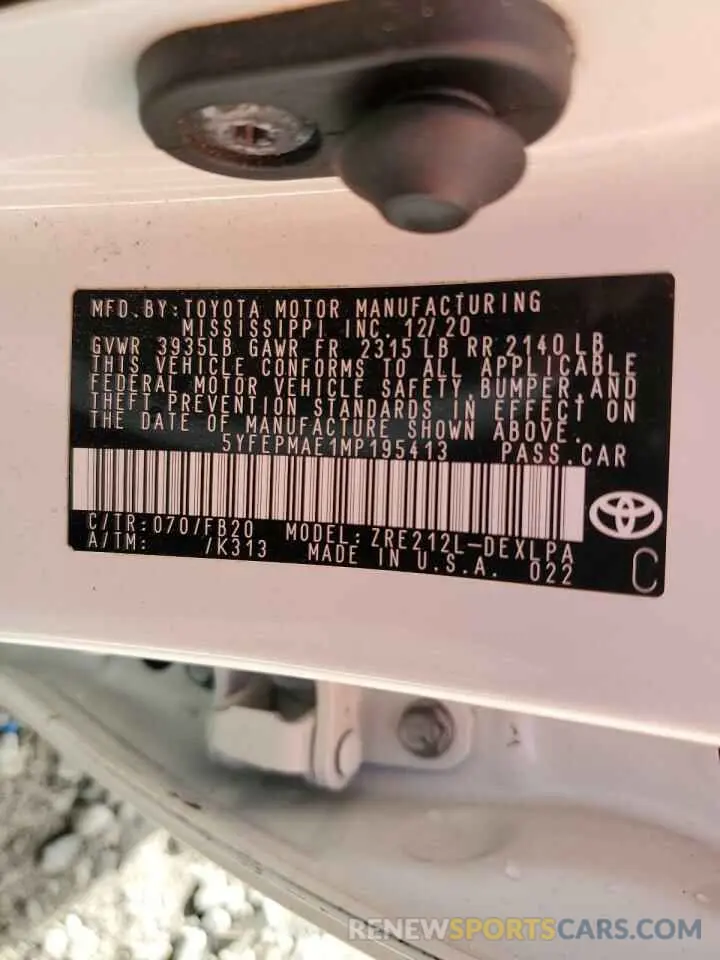 MFD. BY: TOYOTA MOTOR MANUFACTURING
MISSISSIPPI INC. 12/20
GVWR 3935LB GAWR FR 2315 LB RR 2140 LB
THIS VEHICLE CONFORMS TO ALL APPLICABLE
FEDERAL MOTOR VEHICLE SAFETY, BUMPER, AND
THEFT PREVENTION STANDARDS IN EFFECT ON
THE DATE OF MANUFACTURE SHOWN ABOVE.
5YFEPMAE1MP195413 PASS. CAR
C/TR: 070/FB20 MODEL: ZRE212L-DEXLPA
A/TM: /K313 MADE IN U.S.A. 022
C
RENEWSPORTSCARS.COM